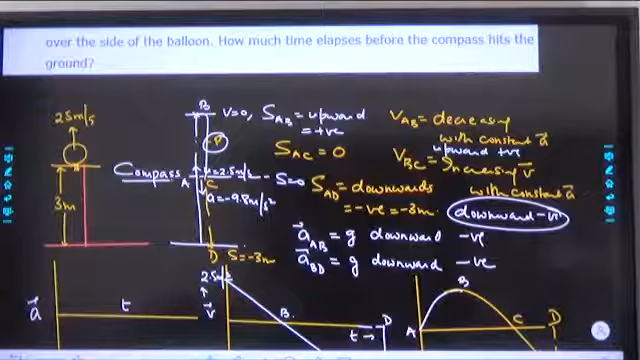 over the side of the balloon. How much time elapses before the compass hits the
ground?
25m/s
3m
Compass
B V=0,
P
A
V=2.5m/s
C
S=0
a=-9.8m/s²
D S=-3m
S_AB = upward
= +ve
S_AC = 0
S_AD = downwards
= -ve = -3m
V_AB = decreasing
with constant a
upward +ve
V_BC = Increasing v
with constant a
downward -ve
a_AB = g downward -ve
a_BD = g downward -ve
a
t
2.5m/s
v
B
t →
D
A
B
C
D